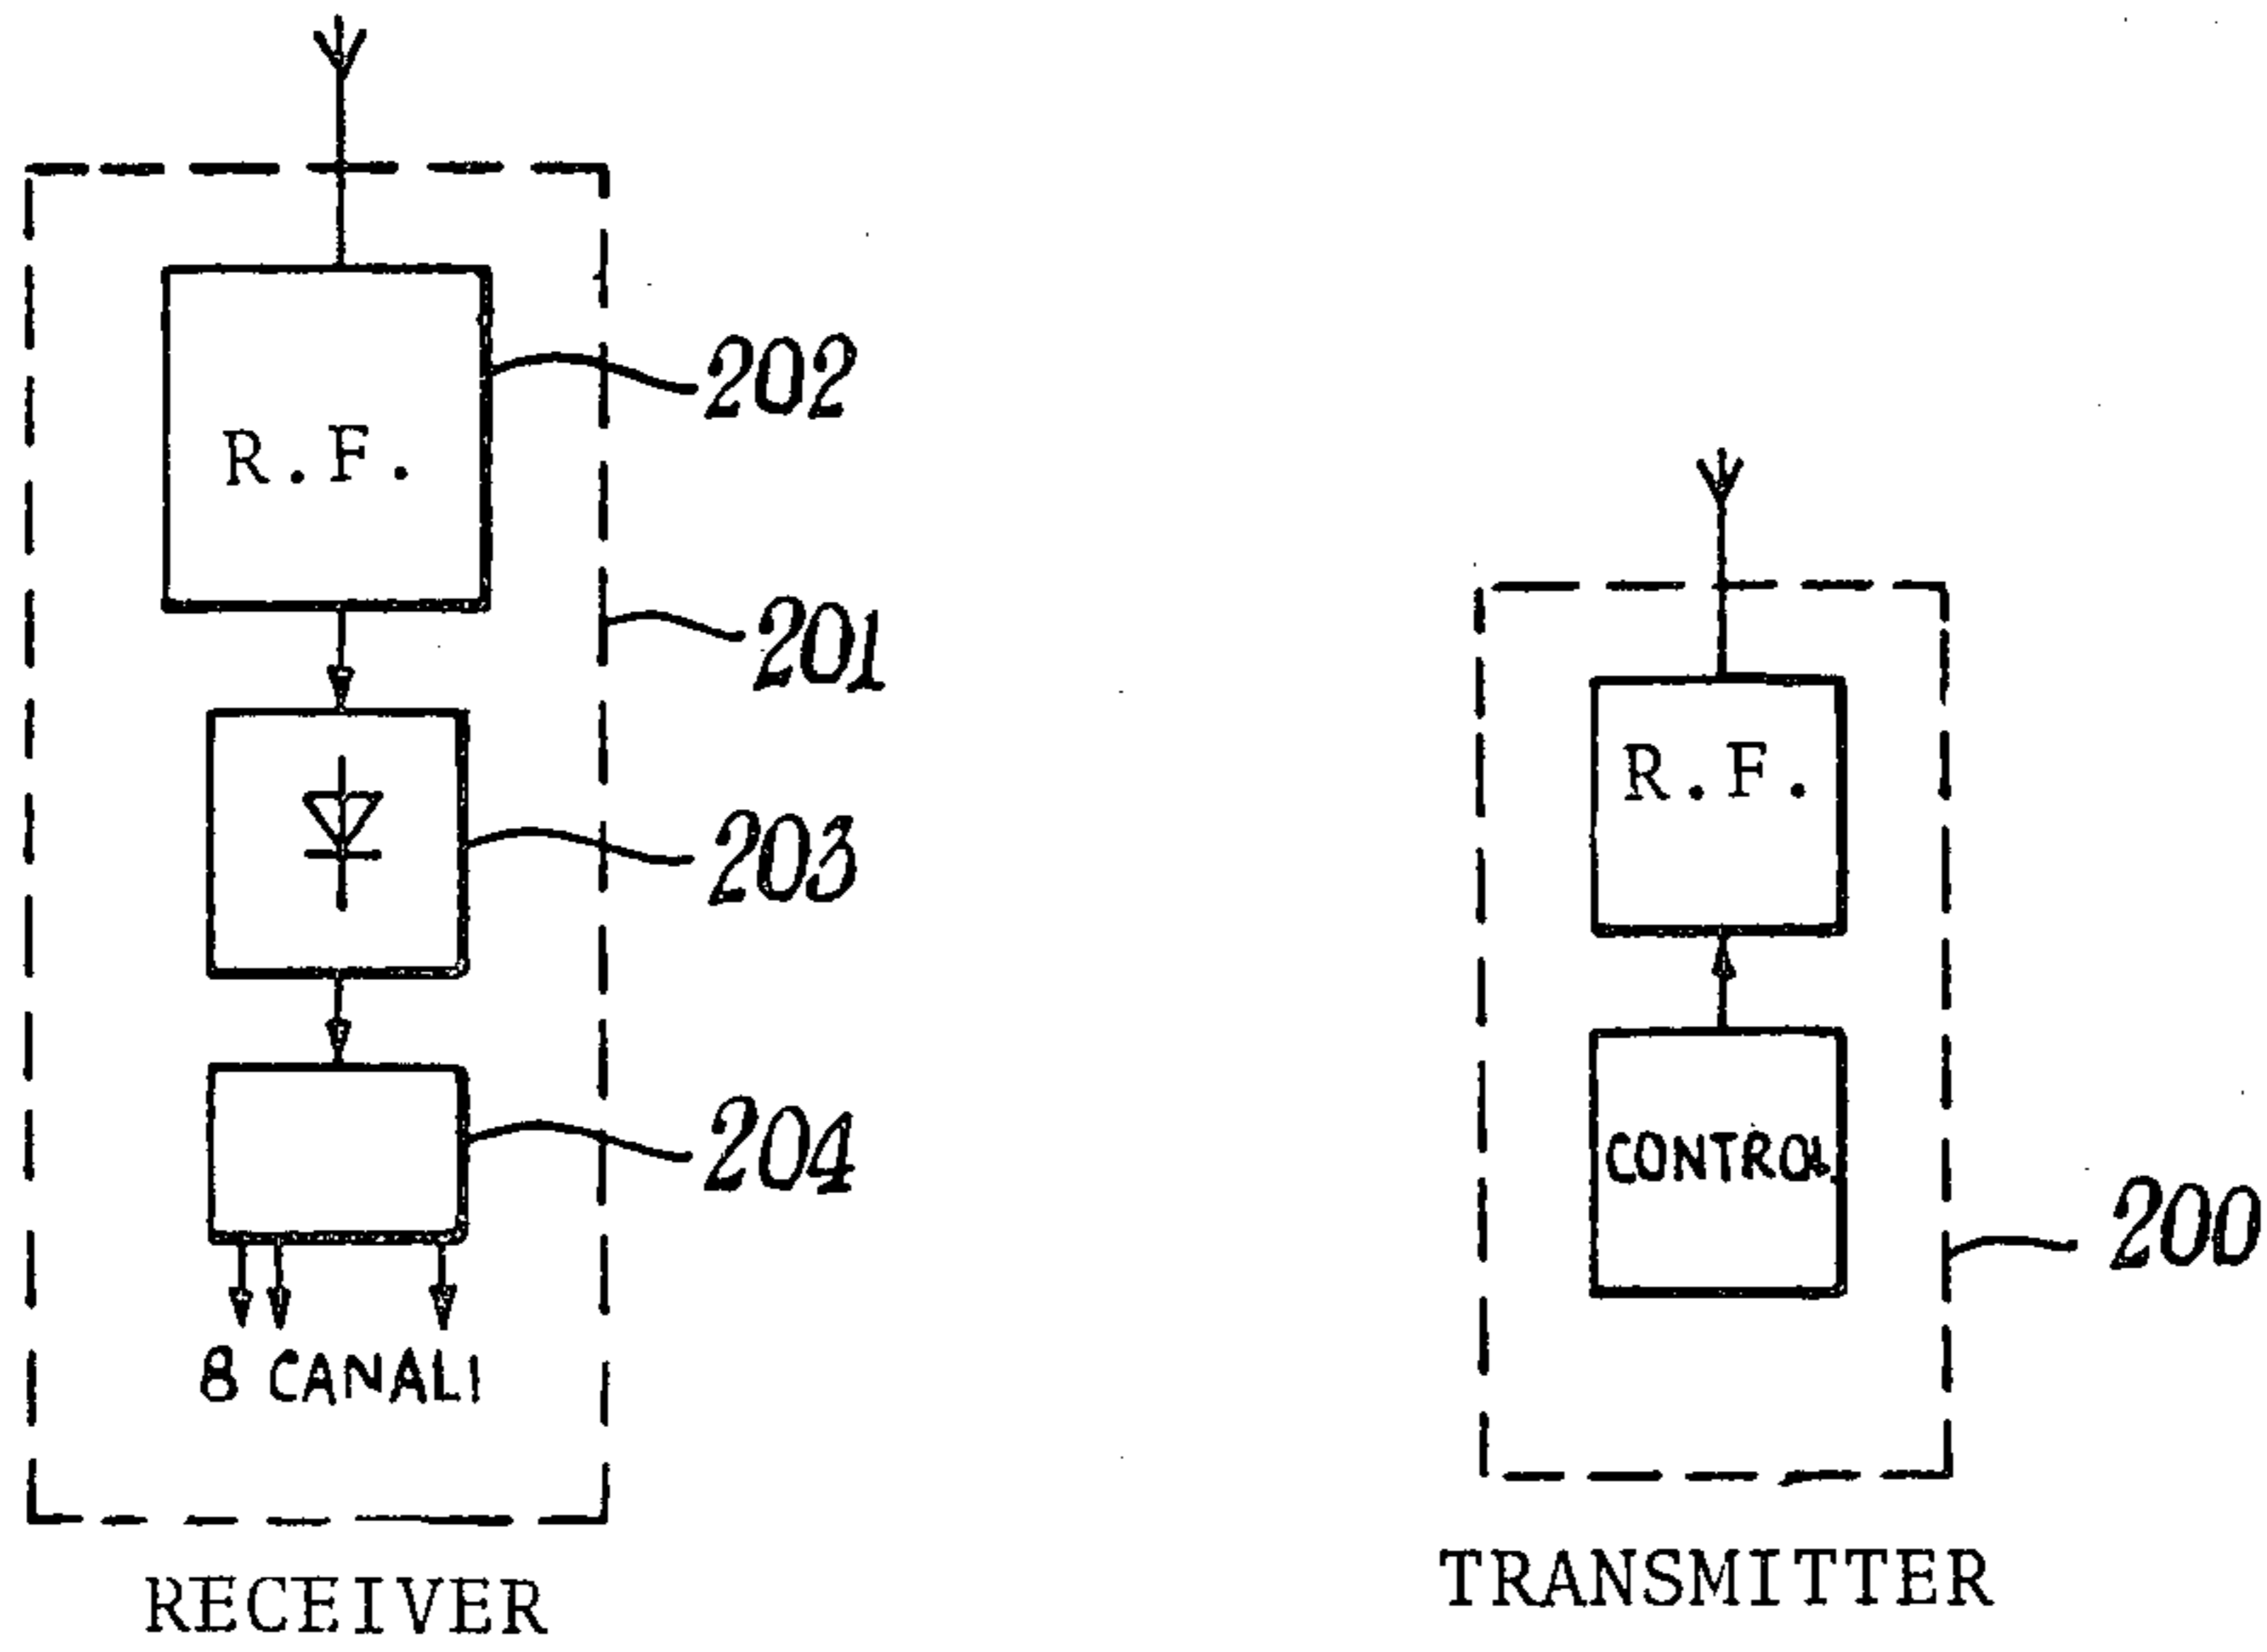 202
R.F.
201
203
204
8 CANALI
RECEIVER
R.F.
CONTROL
200
TRANSMITTER